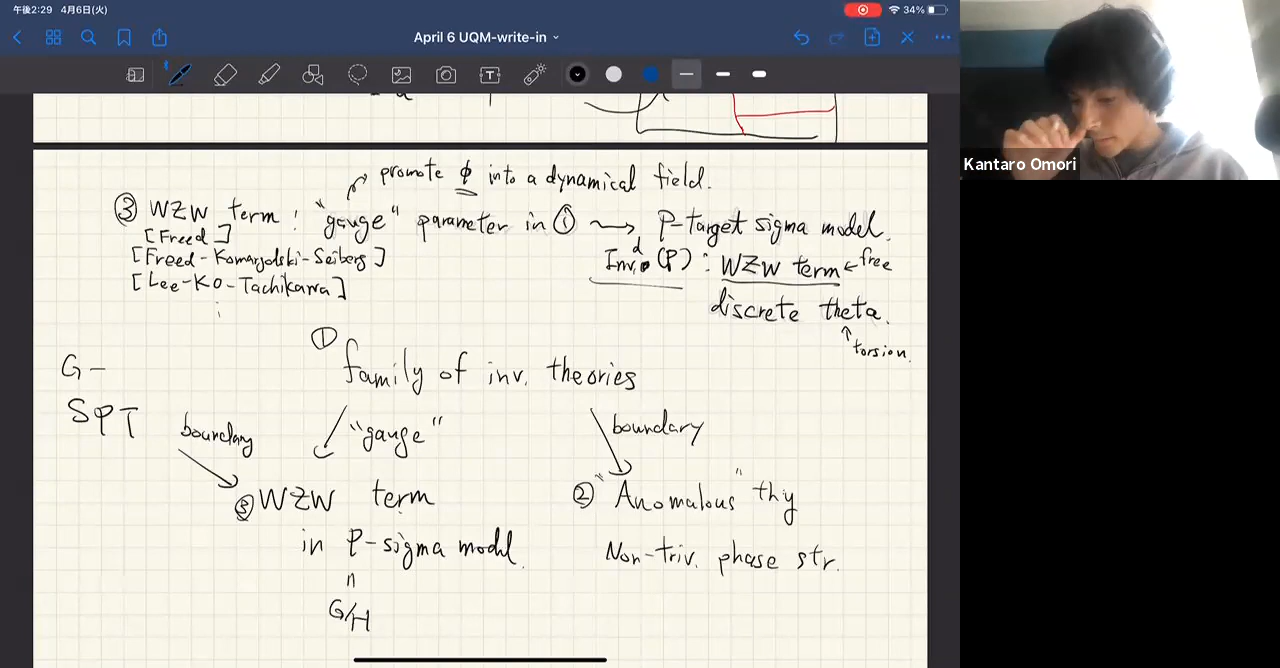 午後2:29 4月6日(火)
34%
April 6 UQM-write-in
Kantaro Omori
promote ϕ into a dynamical field.
③ WZW term : "gauge" parameter in ① ⇝ P-target sigma model.
[Freed]
[Freed-Komargodski-Seiberg]
[Lee-KO-Tachikawa]
(P) : WZW term ← free
discrete theta.
↑ torsion.
①
family of inv. theories
G-
SPT
boundary
"gauge"
boundary
③ WZW term
in P-sigma model.
G/H
② "Anomalous" thy
Non-triv. phase str.